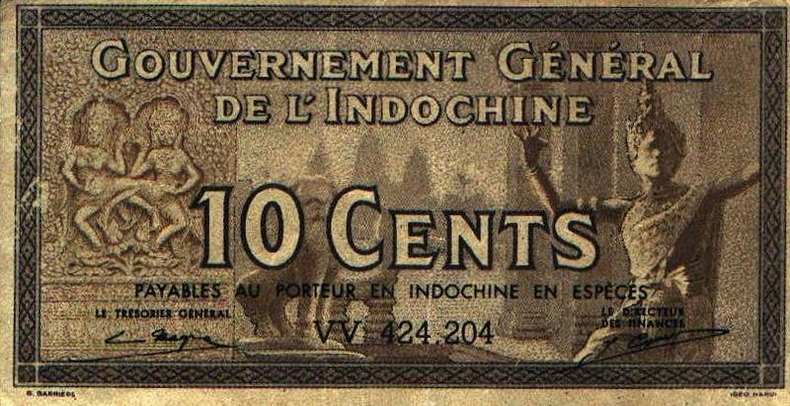 GOUVERNEMENT GÉNÉRAL
DE L'INDOCHINE
10 CENTS
PAYABLES AU PORTEUR EN INDOCHINE EN ESPÈCES
LE TRÉSORIER GÉNÉRAL
LE DIRECTEUR
DES FINANCES
VV 424.204